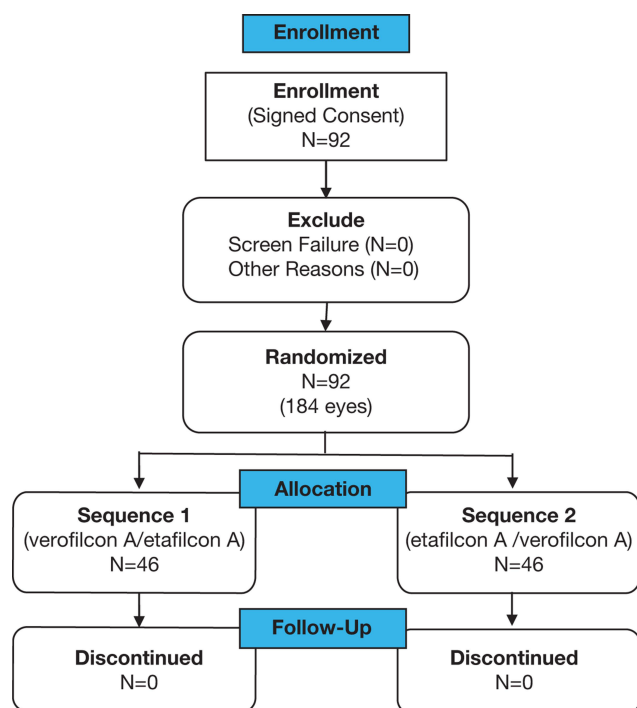 Enrollment
Enrollment
(Signed Consent)
N=92
Exclude
Screen Failure (N=0)
Other Reasons (N=0)
Randomized
N=92
(184 eyes)
Allocation
Sequence 1
(verofilcon A/etafilcon A)
N=46
Sequence 2
(etafilcon A /verofilcon A)
N=46
Follow-Up
Discontinued
N=0
Discontinued
N=0